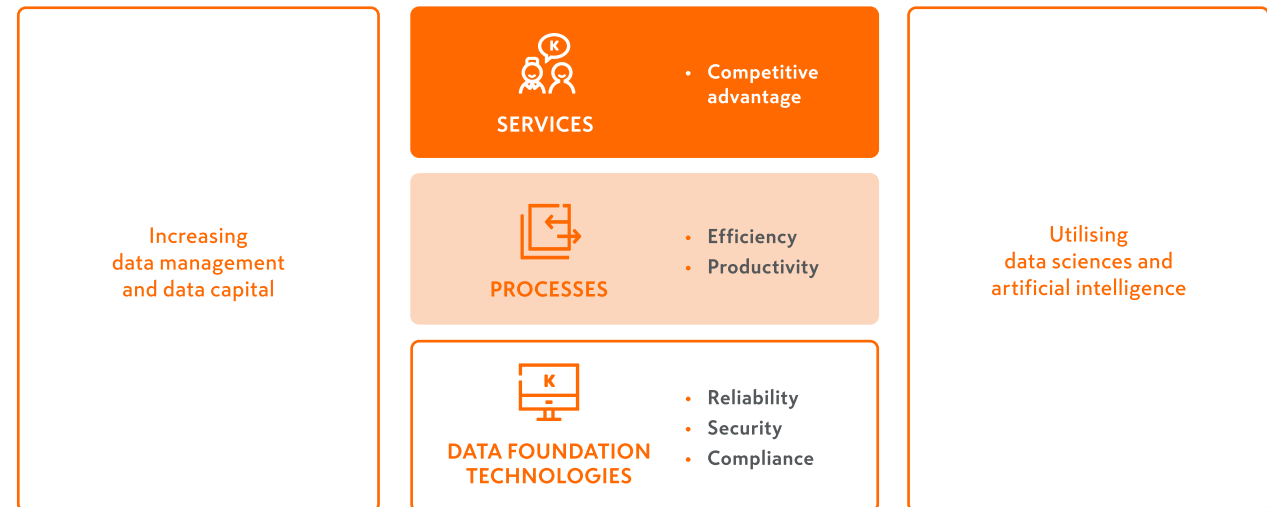 Increasing
data management
and data capital
K
SERVICES
• Competitive
advantage
PROCESSES
• Efficiency
• Productivity
K
DATA FOUNDATION
TECHNOLOGIES
• Reliability
• Security
• Compliance
Utilising
data sciences and
artificial intelligence